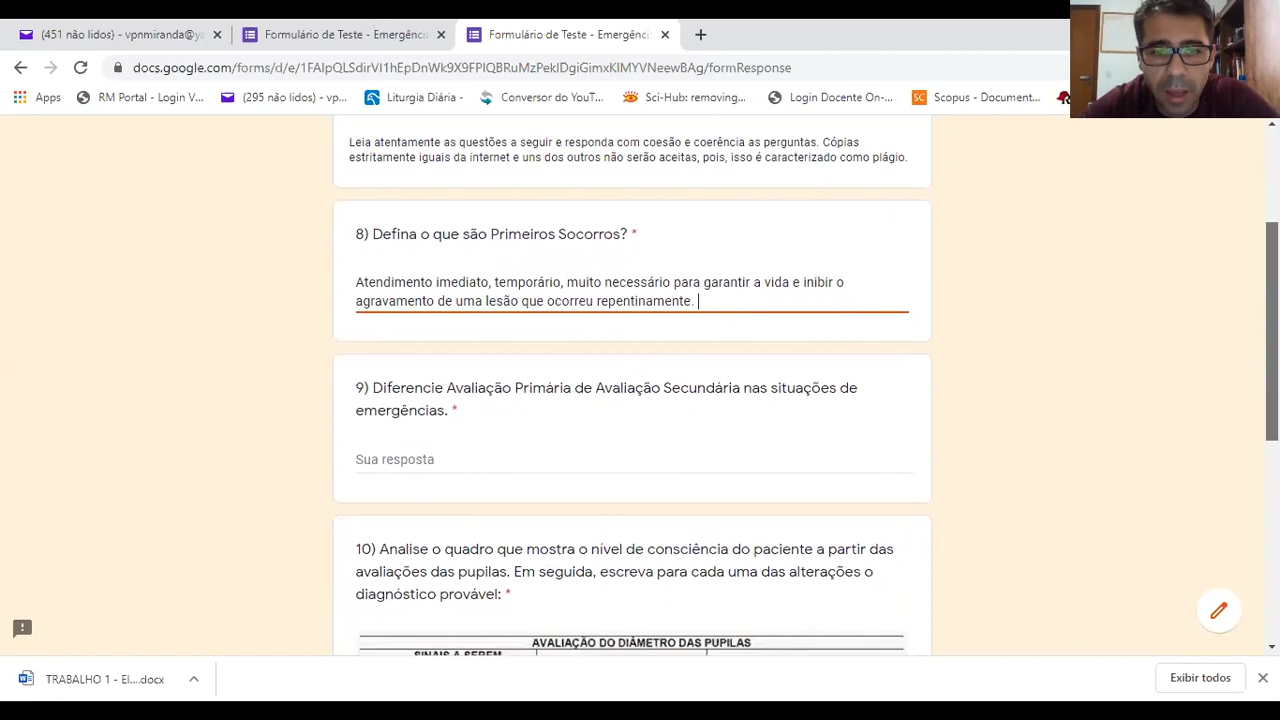 (451 não lidos) - vpnmiranda@y
Formulário de Teste - Emergênci
Formulário de Teste - Emergênci
docs.google.com/forms/d/e/1FAIpQLSdirVI1hEpDnWk9X9FPIQBRuMzPekIDgiGimxKlMYVNeewBAg/formResponse
Apps
RM Portal - Login V...
(295 não lidos) - vp...
Liturgia Diária -
Conversor do YouT...
Sci-Hub: removing...
Login Docente On-...
SC
Scopus - Document...
Leia atentamente as questões a seguir e responda com coesão e coerência as perguntas. Cópias
estritamente iguais da internet e uns dos outros não serão aceitas, pois, isso é caracterizado como plágio.
8) Defina o que são Primeiros Socorros? *
Atendimento imediato, temporário, muito necessário para garantir a vida e inibir o
agravamento de uma lesão que ocorreu repentinamente.
9) Diferencie Avaliação Primária de Avaliação Secundária nas situações de
emergências. *
Sua resposta
10) Analise o quadro que mostra o nível de consciência do paciente a partir das
avaliações das pupilas. Em seguida, escreva para cada uma das alterações o
diagnóstico provável: *
AVALIAÇÃO DO DIÂMETRO DAS PUPILAS
SINAIS A SEREM
TRABALHO 1 - El....docx
Exibir todos